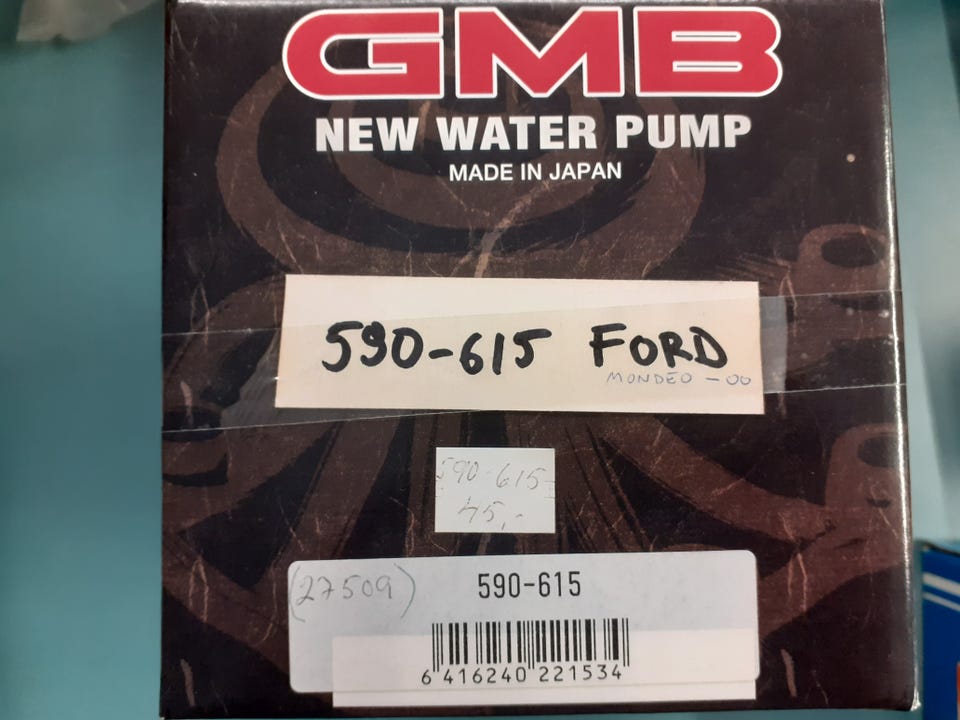 GMB
NEW WATER PUMP
MADE IN JAPAN
590-615 FORD
MONDEO -00
590-615
45,-
(27509)
590-615
6 416240 221534